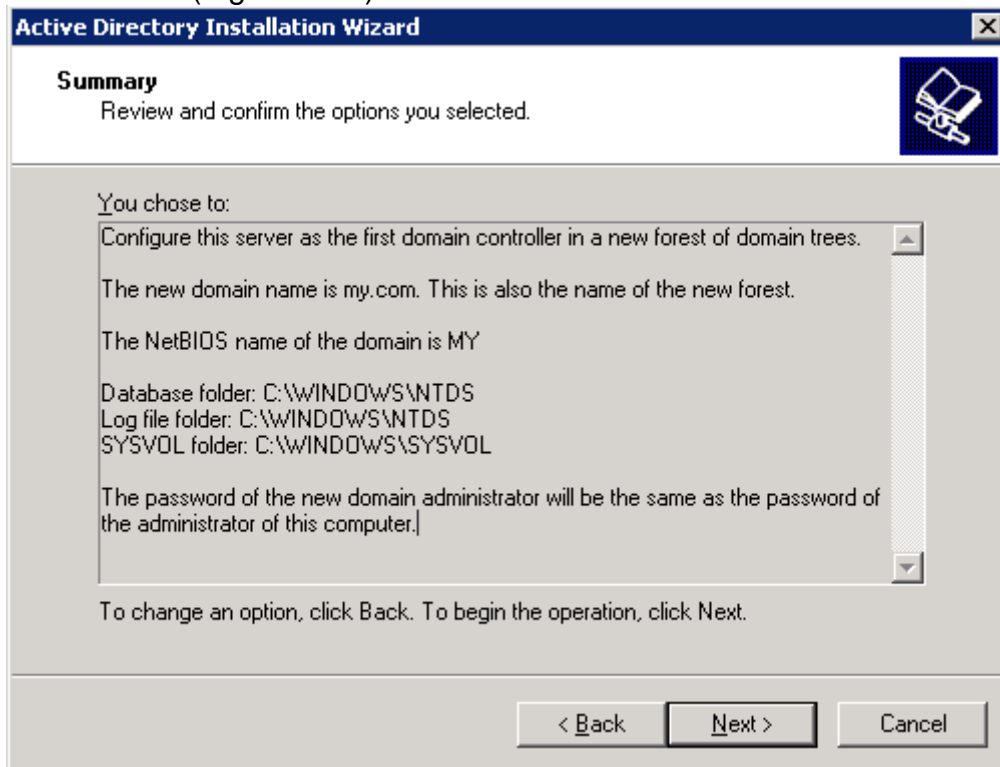 Active Directory Installation Wizard
Summary
Review and confirm the options you selected.
You chose to:
Configure this server as the first domain controller in a new forest of domain trees.
The new domain name is my.com. This is also the name of the new forest.
The NetBIOS name of the domain is MY
Database folder: C:\WINDOWS\NTDS
Log file folder: C:\WINDOWS\NTDS
SYSVOL folder: C:\WINDOWS\SYSVOL
The password of the new domain administrator will be the same as the password of
the administrator of this computer.
To change an option, click Back. To begin the operation, click Next.
< Back Next > Cancel